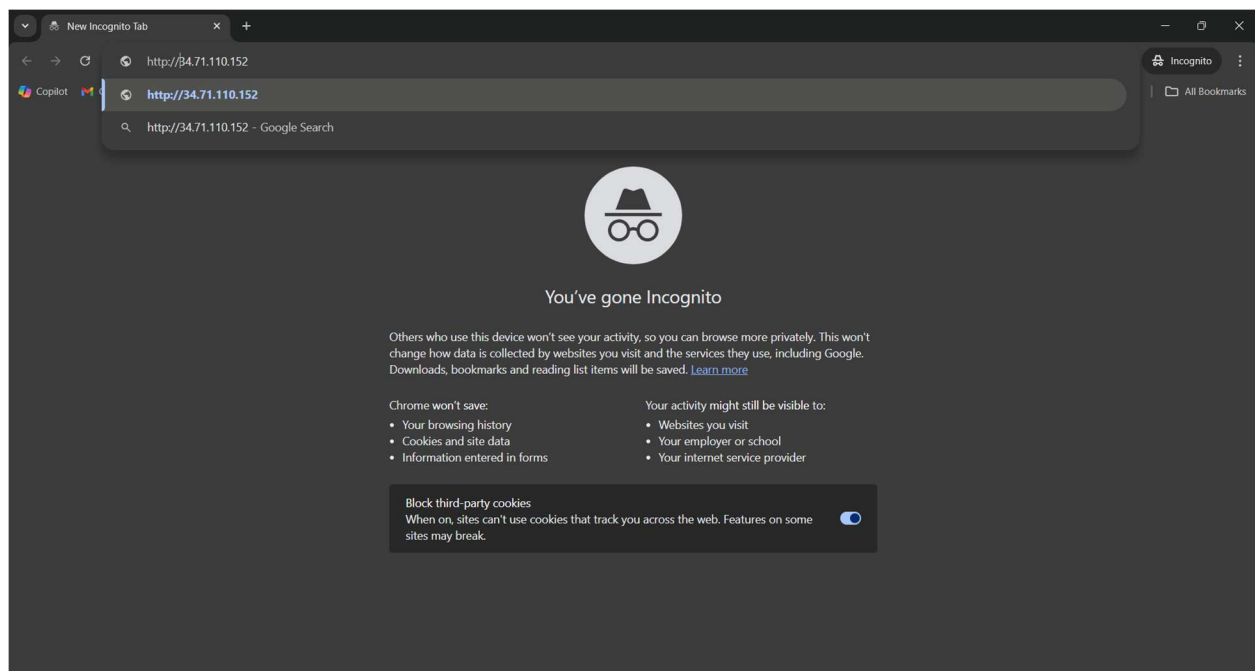 New Incognito Tab
http://34.71.110.152
Incognito
Copilot
All Bookmarks
http://34.71.110.152
http://34.71.110.152 - Google Search
You've gone Incognito
Others who use this device won't see your activity, so you can browse more privately. This won't
change how data is collected by websites you visit and the services they use, including Google.
Downloads, bookmarks and reading list items will be saved. Learn more
Chrome won't save:
• Your browsing history
• Cookies and site data
• Information entered in forms
Your activity might still be visible to:
• Websites you visit
• Your employer or school
• Your internet service provider
Block third-party cookies
When on, sites can't use cookies that track you across the web. Features on some
sites may break.